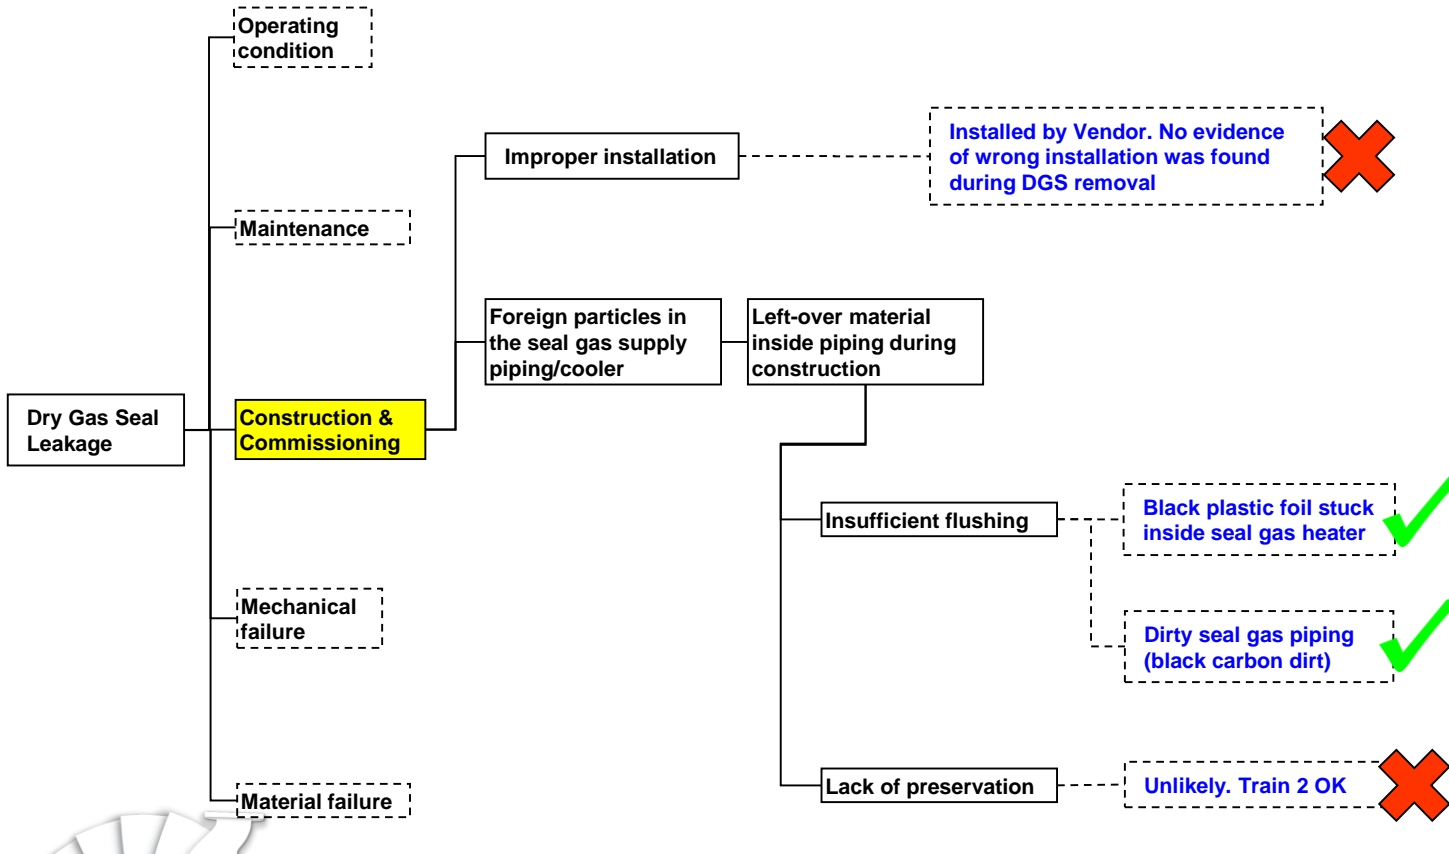 Operating
condition
Improper installation
Installed by Vendor. No evidence
of wrong installation was found
during DGS removal
Maintenance
Foreign particles in
the seal gas supply
piping/cooler
Left-over material
inside piping during
construction
Dry Gas Seal
Leakage
Construction &
Commissioning
Insufficient flushing
Black plastic foil stuck
inside seal gas heater
Mechanical
failure
Dirty seal gas piping
(black carbon dirt)
Material failure
Lack of preservation
Unlikely. Train 2 OK